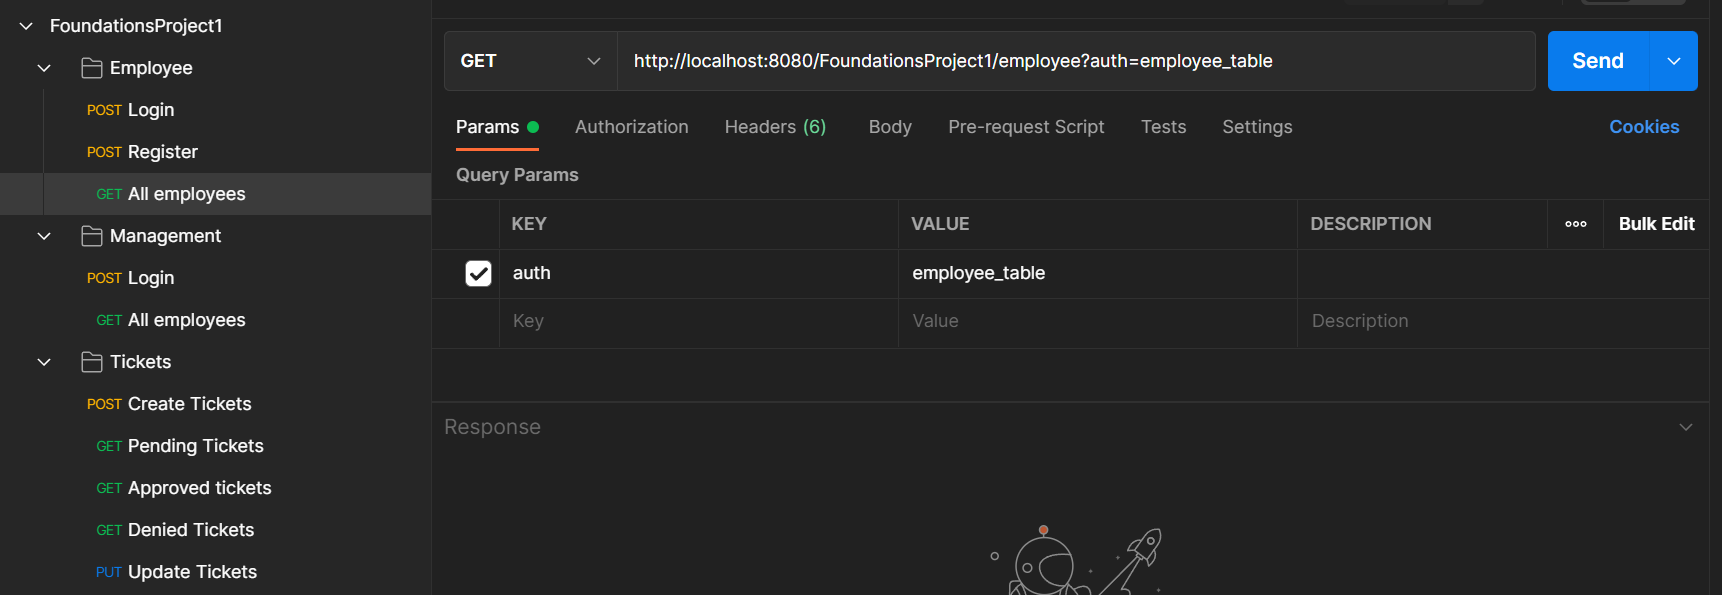 FoundationsProject1
Employee
POST Login
POST Register
GET All employees
Management
POST Login
GET All employees
Tickets
POST Create Tickets
GET Pending Tickets
GET Approved tickets
GET Denied Tickets
PUT Update Tickets
GET http://localhost:8080/FoundationsProject1/employee?auth=employee_table Send
Params Authorization Headers (6) Body Pre-request Script Tests Settings Cookies
Query Params
KEY VALUE DESCRIPTION ooo Bulk Edit
auth employee_table
Key Value Description
Response